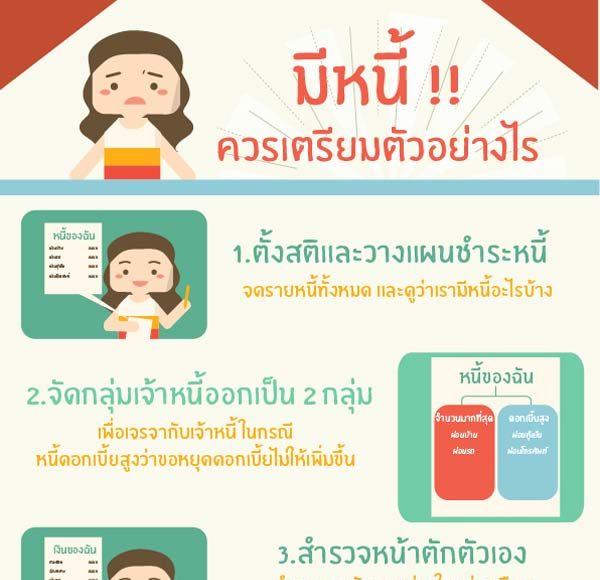 มีหนี้ !!
ควรเตรียมตัวอย่างไร
หนี้ของฉัน
1.ตั้งสติและวางแผนชำระหนี้
จดรายหนี้ทั้งหมด และดูว่าเรามีหนี้อะไรบ้าง
2.จัดกลุ่มเจ้าหนี้ออกเป็น 2 กลุ่ม
เพื่อเจรจากับเจ้าหนี้ ในกรณี
หนี้ดอกเบี้ยสูงว่าขอหยุดดอกเบี้ยไม่ให้เพิ่มขึ้น
หนี้ของฉัน
จำนวนมากที่สุด
ผ่อนบ้าน
ผ่อนรถ
ดอกเบี้ยสูง
ผ่อนตู้เย็น
ผ่อนโทรศัพท์
3.สำรวจหน้าตักตัวเอง
เงินของฉัน